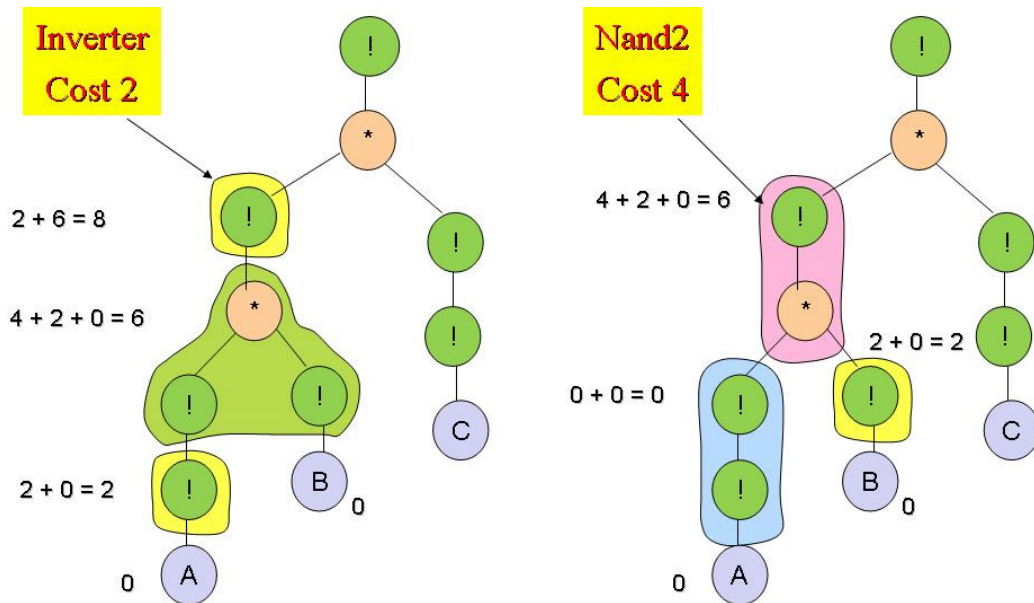 Inverter
Cost 2
!
*
!
2 + 6 = 8
!
*
4 + 2 + 0 = 6
!
!
!
C
!
B
2 + 0 = 2
0
A
0
Nand2
Cost 4
!
*
4 + 2 + 0 = 6
!
!
*
!
2 + 0 = 2
0 + 0 = 0
!
!
C
!
B
0
A
0